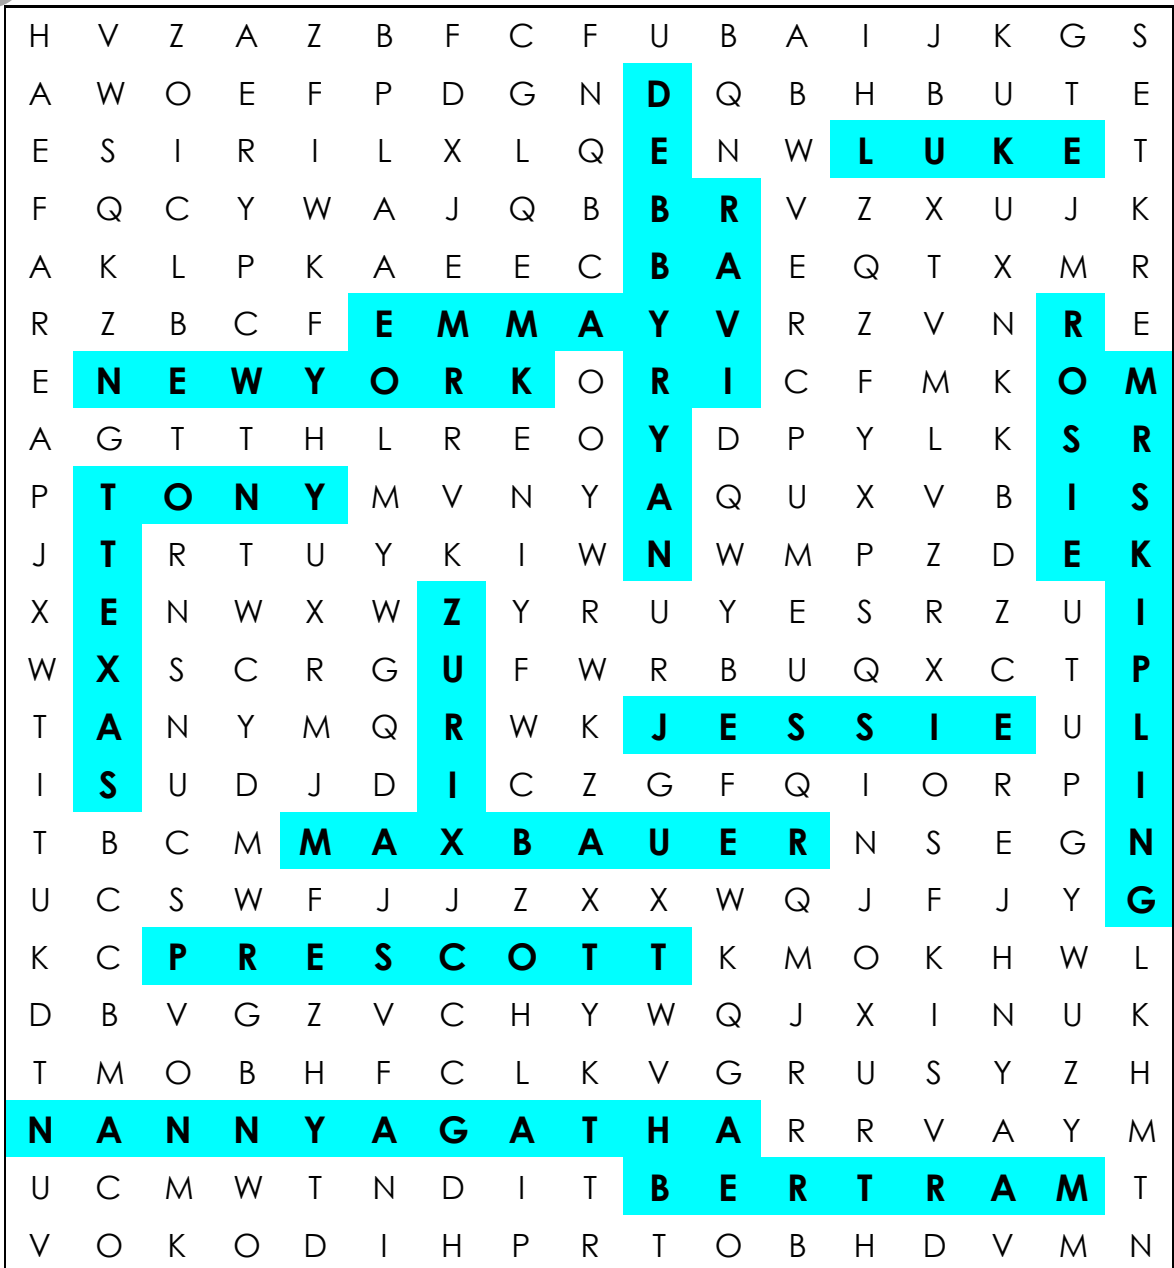 H V Z A Z B F C F U B A I J K G S
A W O E F P D G N D Q B H B U T E
E S I R I L X L Q E N W L U K E T
F Q C Y W A J Q B B R V Z X U J K
A K L P K A E E C B A E Q T X M R
R Z B C F E M M A Y V R Z V N R E
E N E W Y O R K O R I C F M K O M
A G T T H L R E O Y D P Y L K S R
P T O N Y M V N Y A Q U X V B I S
J T R T U Y K I W N W M P Z D E K
X E N W X W Z Y R U Y E S R Z U I
W X S C R G U F W R B U Q X C T P
T A N Y M Q R W K J E S S I E U L
I S U D J D I C Z G F Q I O R P I
T B C M M A X B A U E R N S E G N
U C S W F J J Z X X W Q J F J Y G
K C P R E S C O T T K M O K H W L
D B V G Z V C H Y W Q J X I N U K
T M O B H F C L K V G R U S Y Z H
N A N N Y A G A T H A R R V A Y M
U C M W T N D I T B E R T R A M T
V O K O D I H P R T O B H D V M N